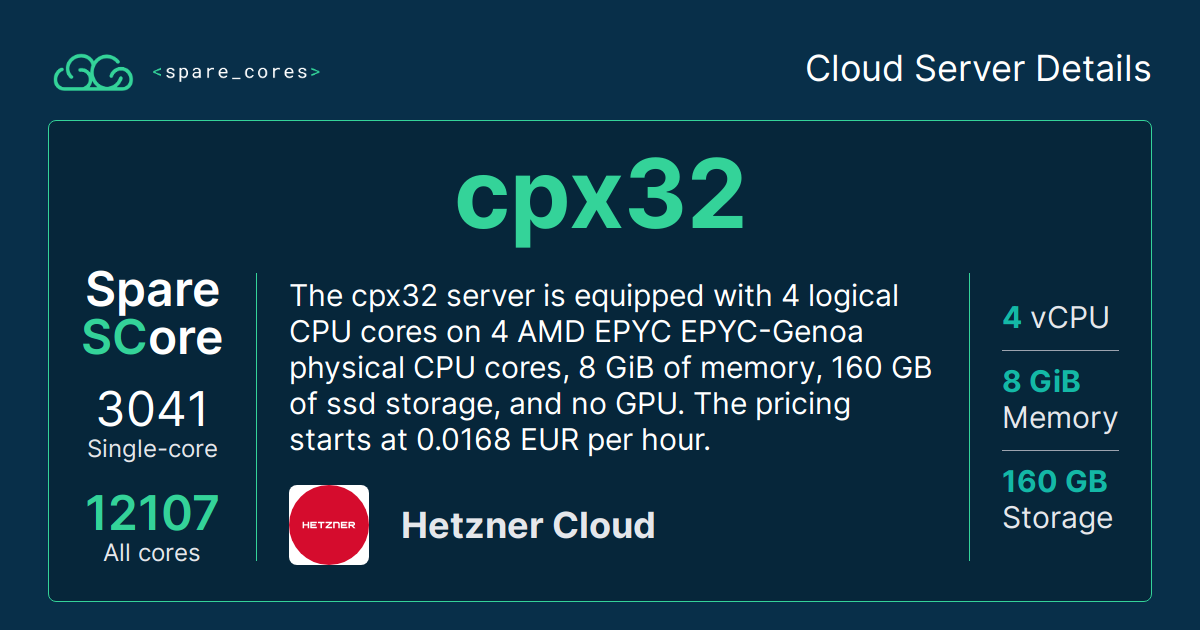 <spare_cores>
Cloud Server Details
cpx32
Spare
SCore
3041
Single-core
12107
All cores
The cpx32 server is equipped with 4 logical
CPU cores on 4 AMD EPYC EPYC-Genoa
physical CPU cores, 8 GiB of memory, 160 GB
of ssd storage, and no GPU. The pricing
starts at 0.0168 EUR per hour.
HETZNER
Hetzner Cloud
4 vCPU
8 GiB
Memory
160 GB
Storage